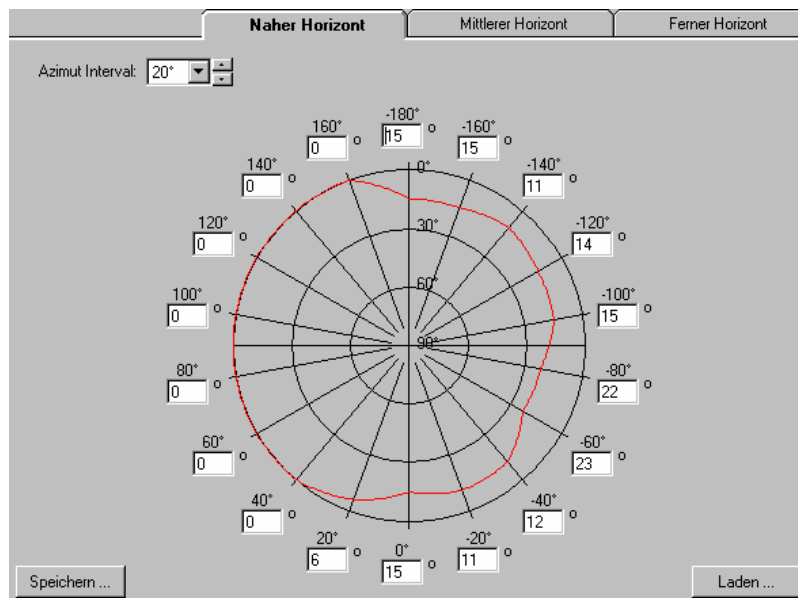 Naher Horizont Mittlerer Horizont Ferner Horizont
Azimut Interval: 20°
-180°
15 °
160° -160°
0 ° 15 °
140° -140°
0 ° 11 °
120° -120°
0 ° 14 °
100° -100°
0 ° 15 °
80° -80°
0 ° 22 °
60° -60°
0 ° 23 °
40° -40°
0 ° 12 °
20° -20°
6 ° 11 °
0°
15 °
0°
30°
60°
90°
Speichern ... Laden ...